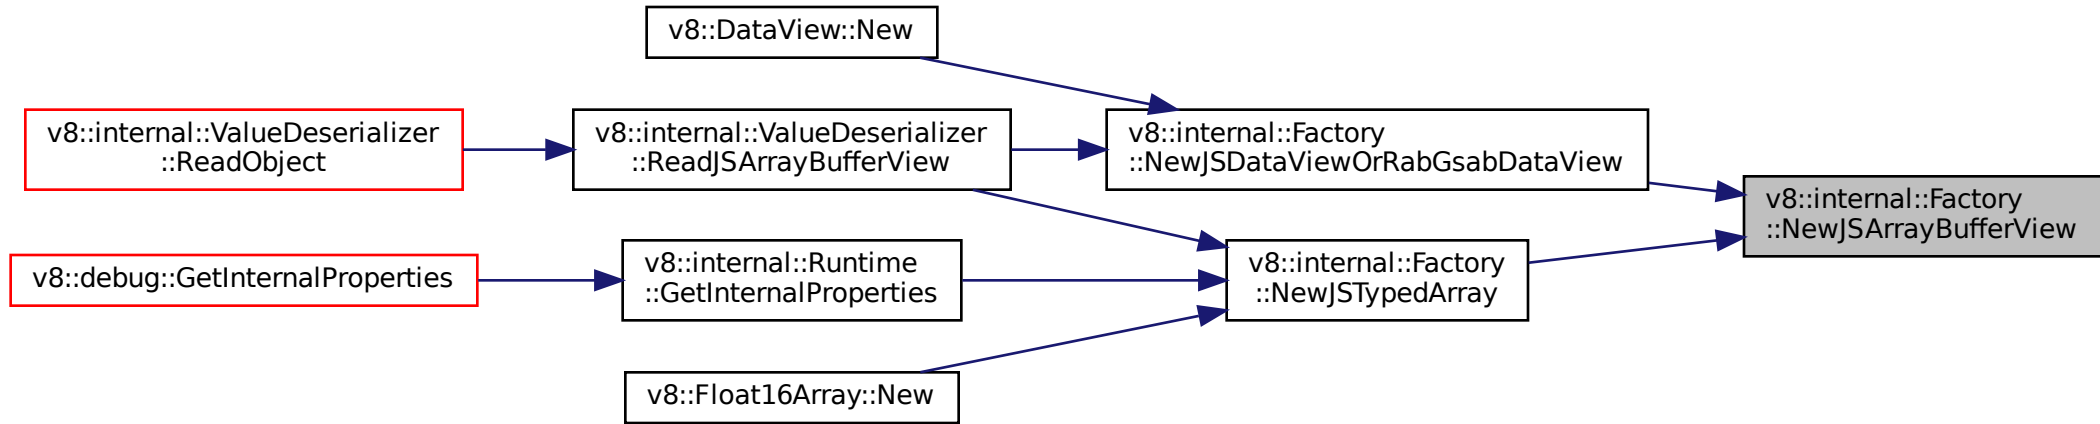 v8::DataView::New
v8::internal::ValueDeserializer
::ReadObject
v8::internal::ValueDeserializer
::ReadJSArrayBufferView
v8::internal::Factory
::NewJSDataViewOrRabGsabDataView
v8::internal::Factory
::NewJSArrayBufferView
v8::debug::GetInternalProperties
v8::internal::Runtime
::GetInternalProperties
v8::internal::Factory
::NewJSTypedArray
v8::Float16Array::New